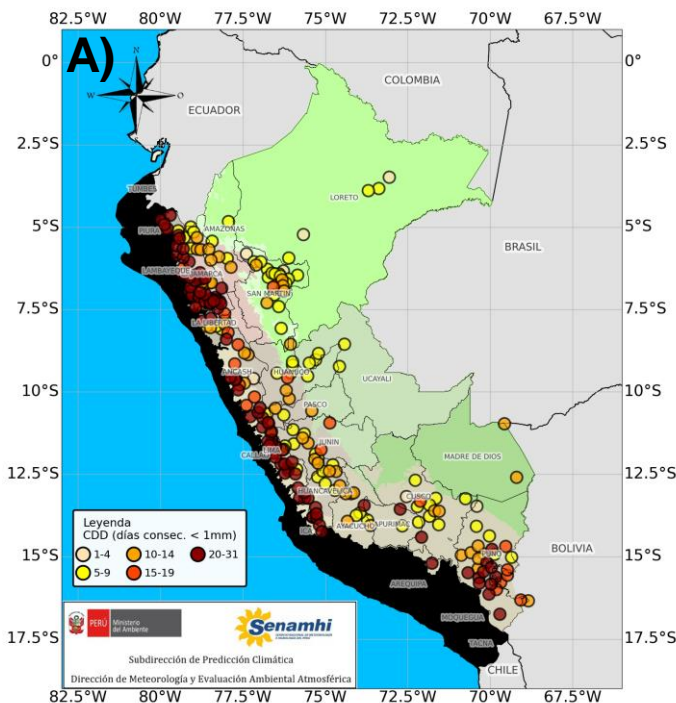 82.5°W 80°W 77.5°W 75°W 72.5°W 70°W 67.5°W
A)
N
W
O
S
0°
0°
2.5°S
2.5°S
5°S
5°S
7.5°S
7.5°S
10°S
10°S
12.5°S
12.5°S
15°S
15°S
17.5°S
17.5°S
COLOMBIA
ECUADOR
BRASIL
BOLIVIA
CHILE
TUMBES
LORETO
PIURA
AMAZONAS
LAMBAYEQUE
CAJAMARCA
SAN MARTIN
LA LIBERTAD
ANCASH
HUANUCO
UCAYALI
PASCO
JUNIN
CALLAO
LIMA
MADRE DE DIOS
HUANCAVELICA
CUSCO
ICA
AYACUCHO
APURIMAC
PUNO
AREQUIPA
MOQUEGUA
TACNA
Leyenda
CDD (días consec. < 1mm)
1-4 10-14 20-31
5-9 15-19
PERÚ Ministerio del Ambiente
Senamhi
Subdirección de Predicción Climática
Dirección de Meteorología y Evaluación Ambiental Atmosférica
82.5°W 80°W 77.5°W 75°W 72.5°W 70°W 67.5°W